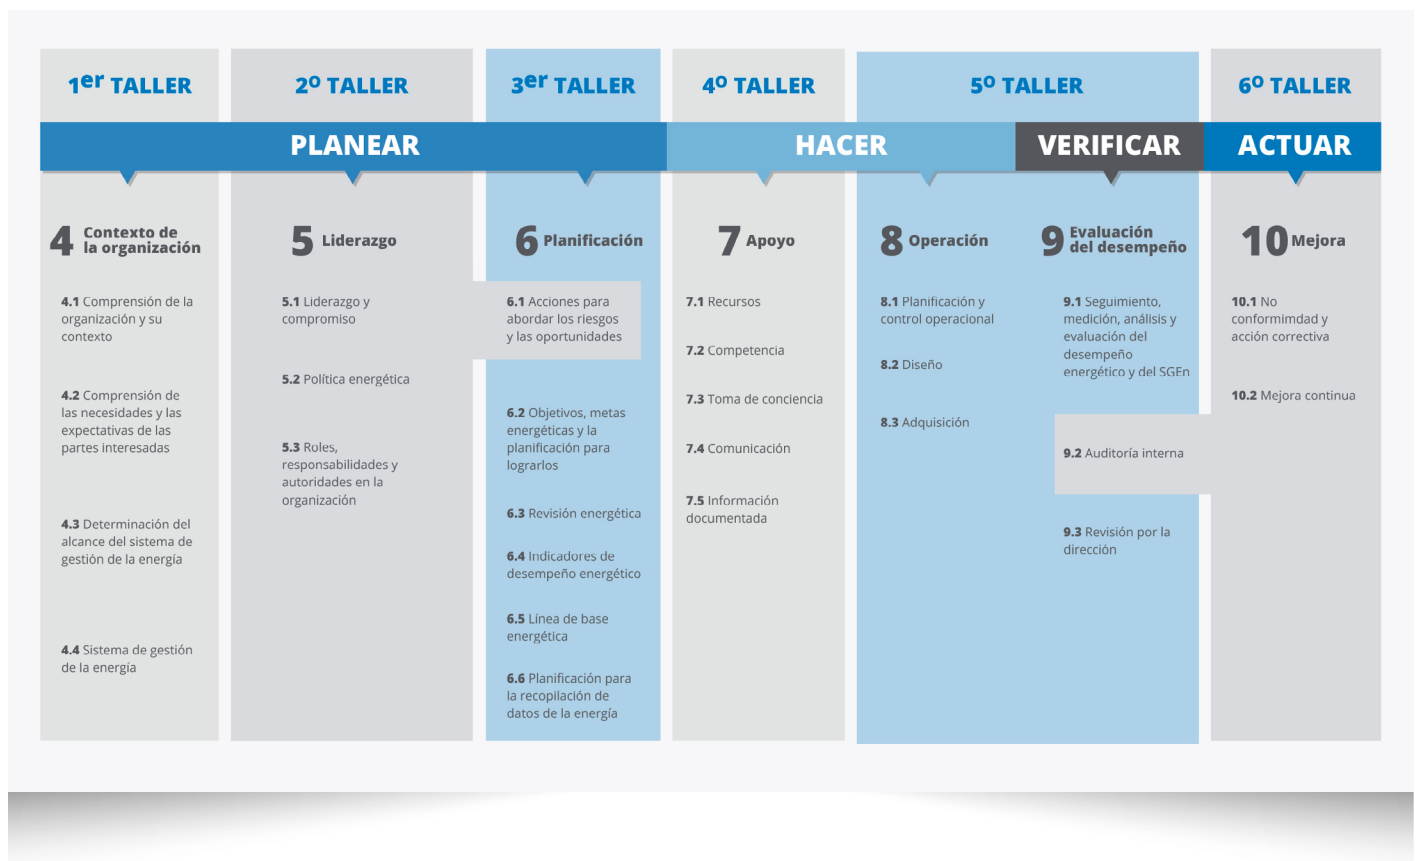 1er TALLER
2º TALLER
3er TALLER
4º TALLER
5º TALLER
6º TALLER
PLANEAR
HACER
VERIFICAR
ACTUAR
4 Contexto de
la organización
4.1 Comprensión de la
organización y su
contexto
4.2 Comprensión de
las necesidades y las
expectativas de las
partes interesadas
4.3 Determinación del
alcance del sistema de
gestión de la energía
4.4 Sistema de gestión
de la energía
5 Liderazgo
5.1 Liderazgo y
compromiso
5.2 Política energética
5.3 Roles,
responsabilidades y
autoridades en la
organización
6 Planificación
6.1 Acciones para
abordar los riesgos
y las oportunidades
6.2 Objetivos, metas
energéticas y la
planificación para
lograrlos
6.3 Revisión energética
6.4 Indicadores de
desempeño energético
6.5 Línea de base
energética
6.6 Planificación para
la recopilación de
datos de la energía
7 Apoyo
7.1 Recursos
7.2 Competencia
7.3 Toma de conciencia
7.4 Comunicación
7.5 Información
documentada
8 Operación
8.1 Planificación y
control operacional
8.2 Diseño
8.3 Adquisición
9 Evaluación
del desempeño
9.1 Seguimiento,
medición, análisis y
evaluación del
desempeño
energético y del SGEn
9.2 Auditoría interna
9.3 Revisión por la
dirección
10 Mejora
10.1 No
conformimdad y
acción correctiva
10.2 Mejora continua